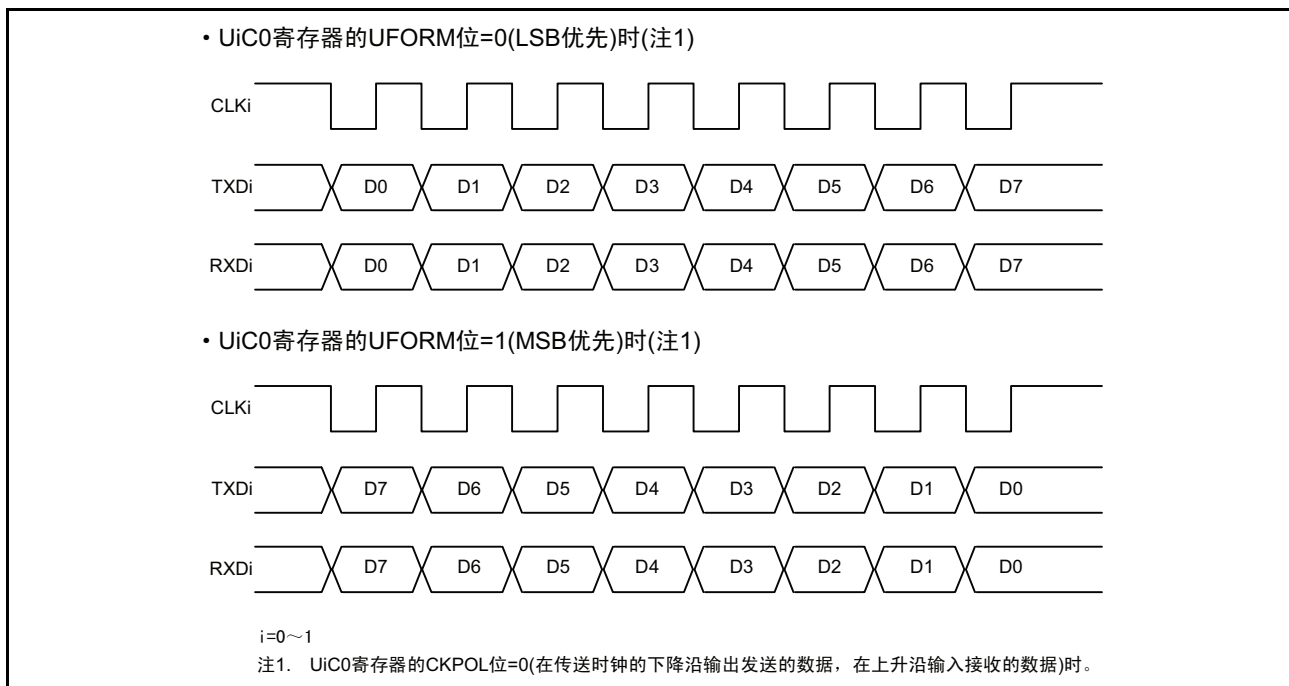 • UiC0寄存器的UFORM位=0(LSB优先)时(注1)
CLKi
TXDi D0 D1 D2 D3 D4 D5 D6 D7
RXDi D0 D1 D2 D3 D4 D5 D6 D7
• UiC0寄存器的UFORM位=1(MSB优先)时(注1)
CLKi
TXDi D7 D6 D5 D4 D3 D2 D1 D0
RXDi D7 D6 D5 D4 D3 D2 D1 D0
i=0～1
注1. UiC0寄存器的CKPOL位=0(在传送时钟的下降沿输出发送的数据，在上升沿输入接收的数据)时。